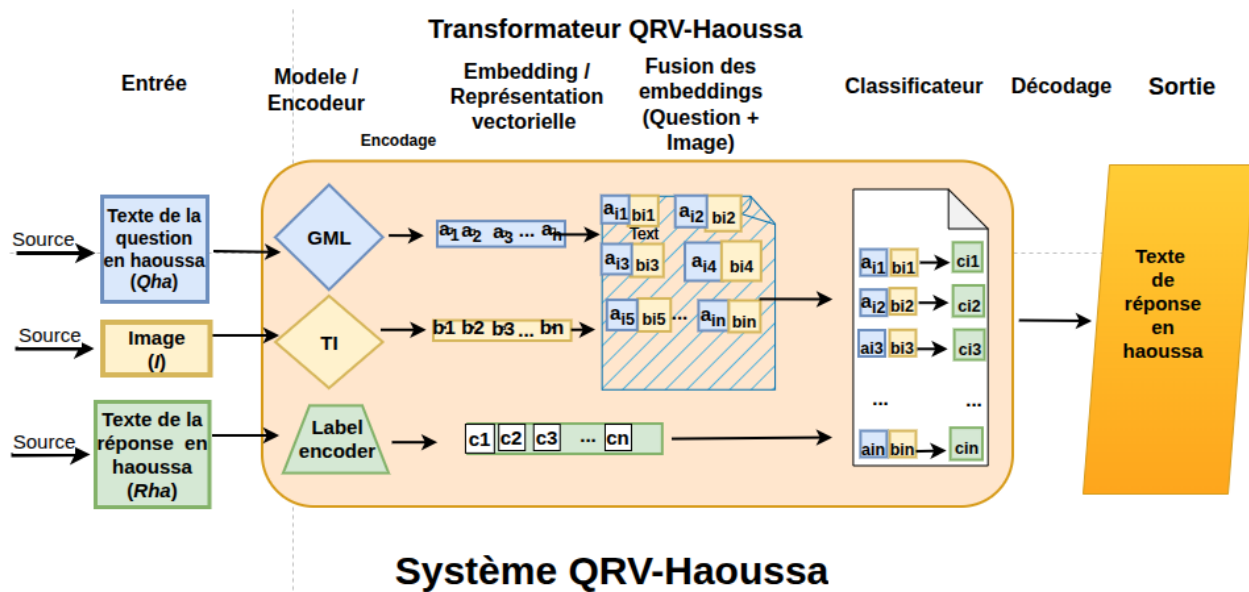 Transformateur QRV-Haoussa
Entrée
Modele /
Encodeur
Embedding /
Représentation
vectorielle
Fusion des
embeddings
(Question +
Image)
Classificateur
Décodage
Sortie
Encodage
Source
Texte de la
question
en haoussa
(Qha)
GML
a1 a2 a3 ... an
ai1 bi1 ai2 bi2
Text
ai3 bi3 ai4 bi4
ai5 bi5 ... ain bin
Source
Image
(I)
TI
b1 b2 b3 ... bn
Source
Texte de la
réponse en
haoussa
(Rha)
Label
encoder
c1 c2 c3 ... cn
ai1 bi1 ci1
ai2 bi2 ci2
ai3 bi3 ci3
... ...
ain bin cin
Texte
de
réponse
en
haoussa
Système QRV-Haoussa